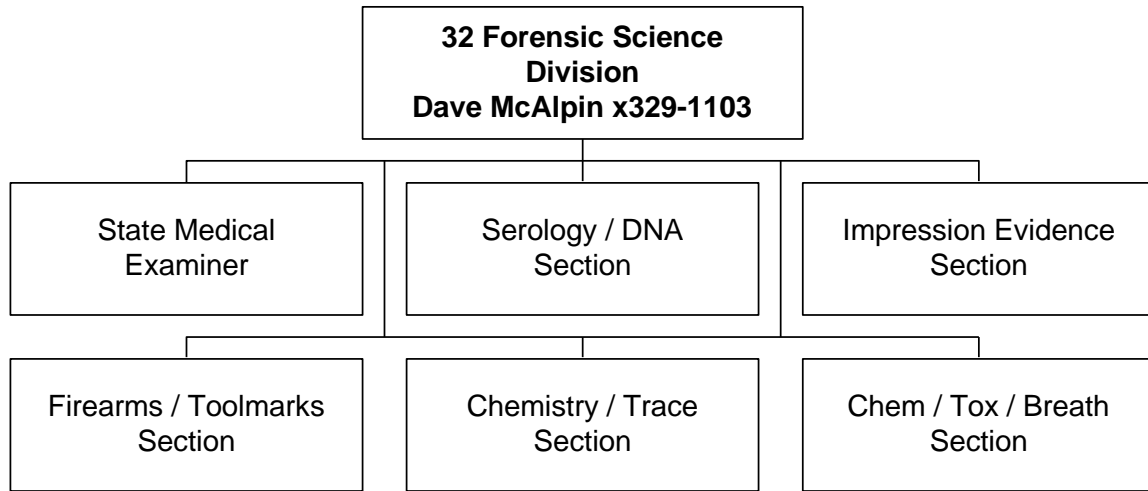 32 Forensic Science
Division
Dave McAlpin x329-1103
State Medical
Examiner
Serology / DNA
Section
Impression Evidence
Section
Firearms / Toolmarks
Section
Chemistry / Trace
Section
Chem / Tox / Breath
Section